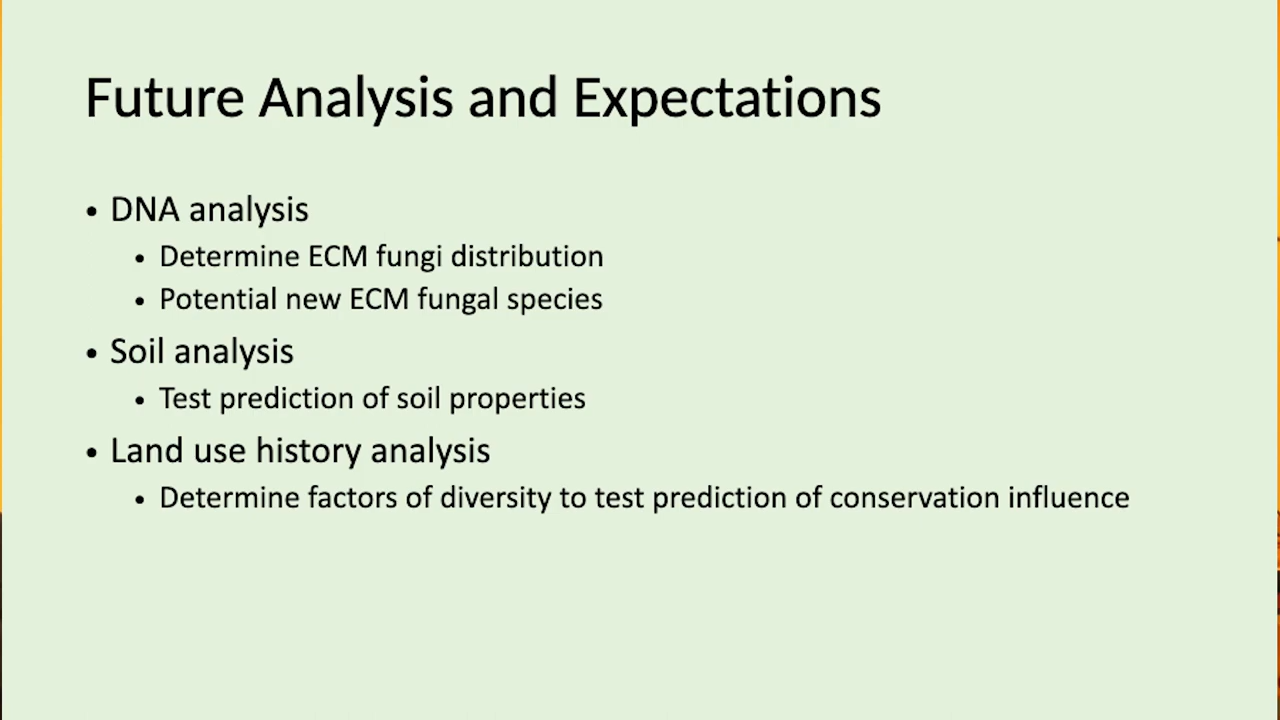 Future Analysis and Expectations
• DNA analysis
• Determine ECM fungi distribution
• Potential new ECM fungal species
• Soil analysis
• Test prediction of soil properties
• Land use history analysis
• Determine factors of diversity to test prediction of conservation influence